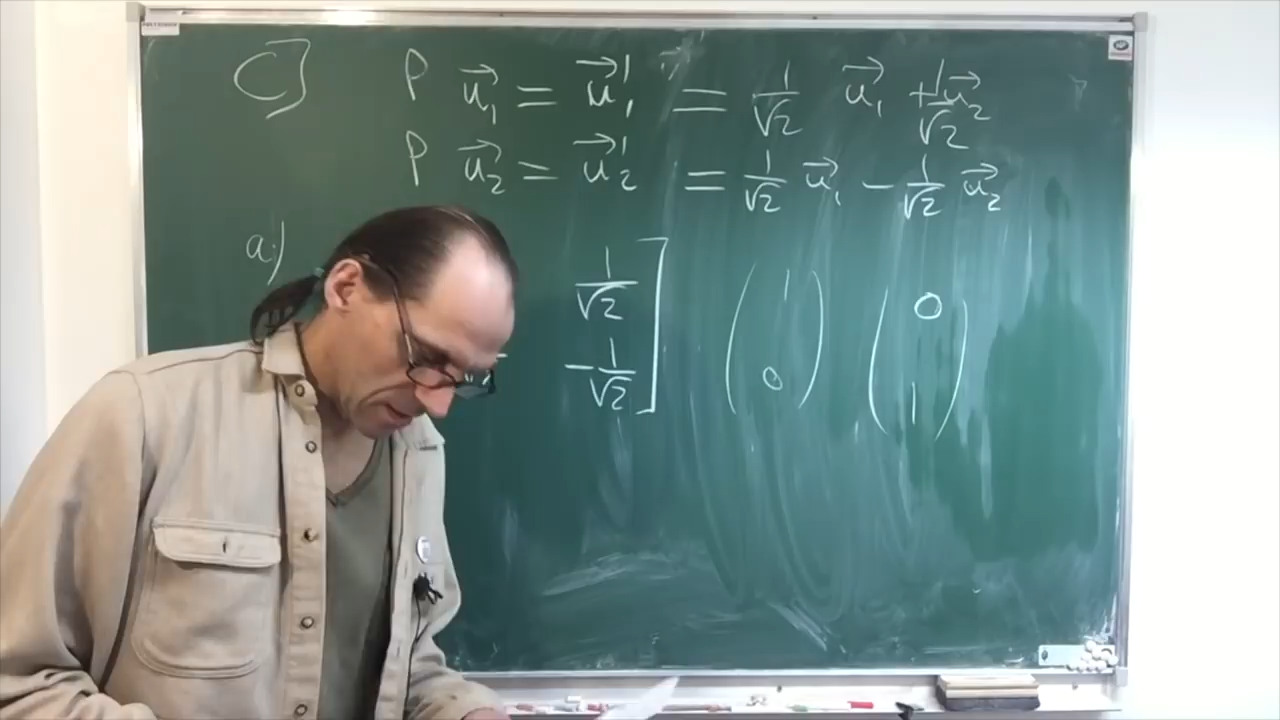 C] P u⃗₁ = u⃗'₁ = 1/√2 u⃗₁ + 1/√2 u⃗₂
P u⃗₂ = u⃗'₂ = 1/√2 u⃗₁ − 1/√2 u⃗₂
a)
1/√2 ] ( 1 ) ( 0 )
−1/√2 ] ( 0 ) ( 1 )